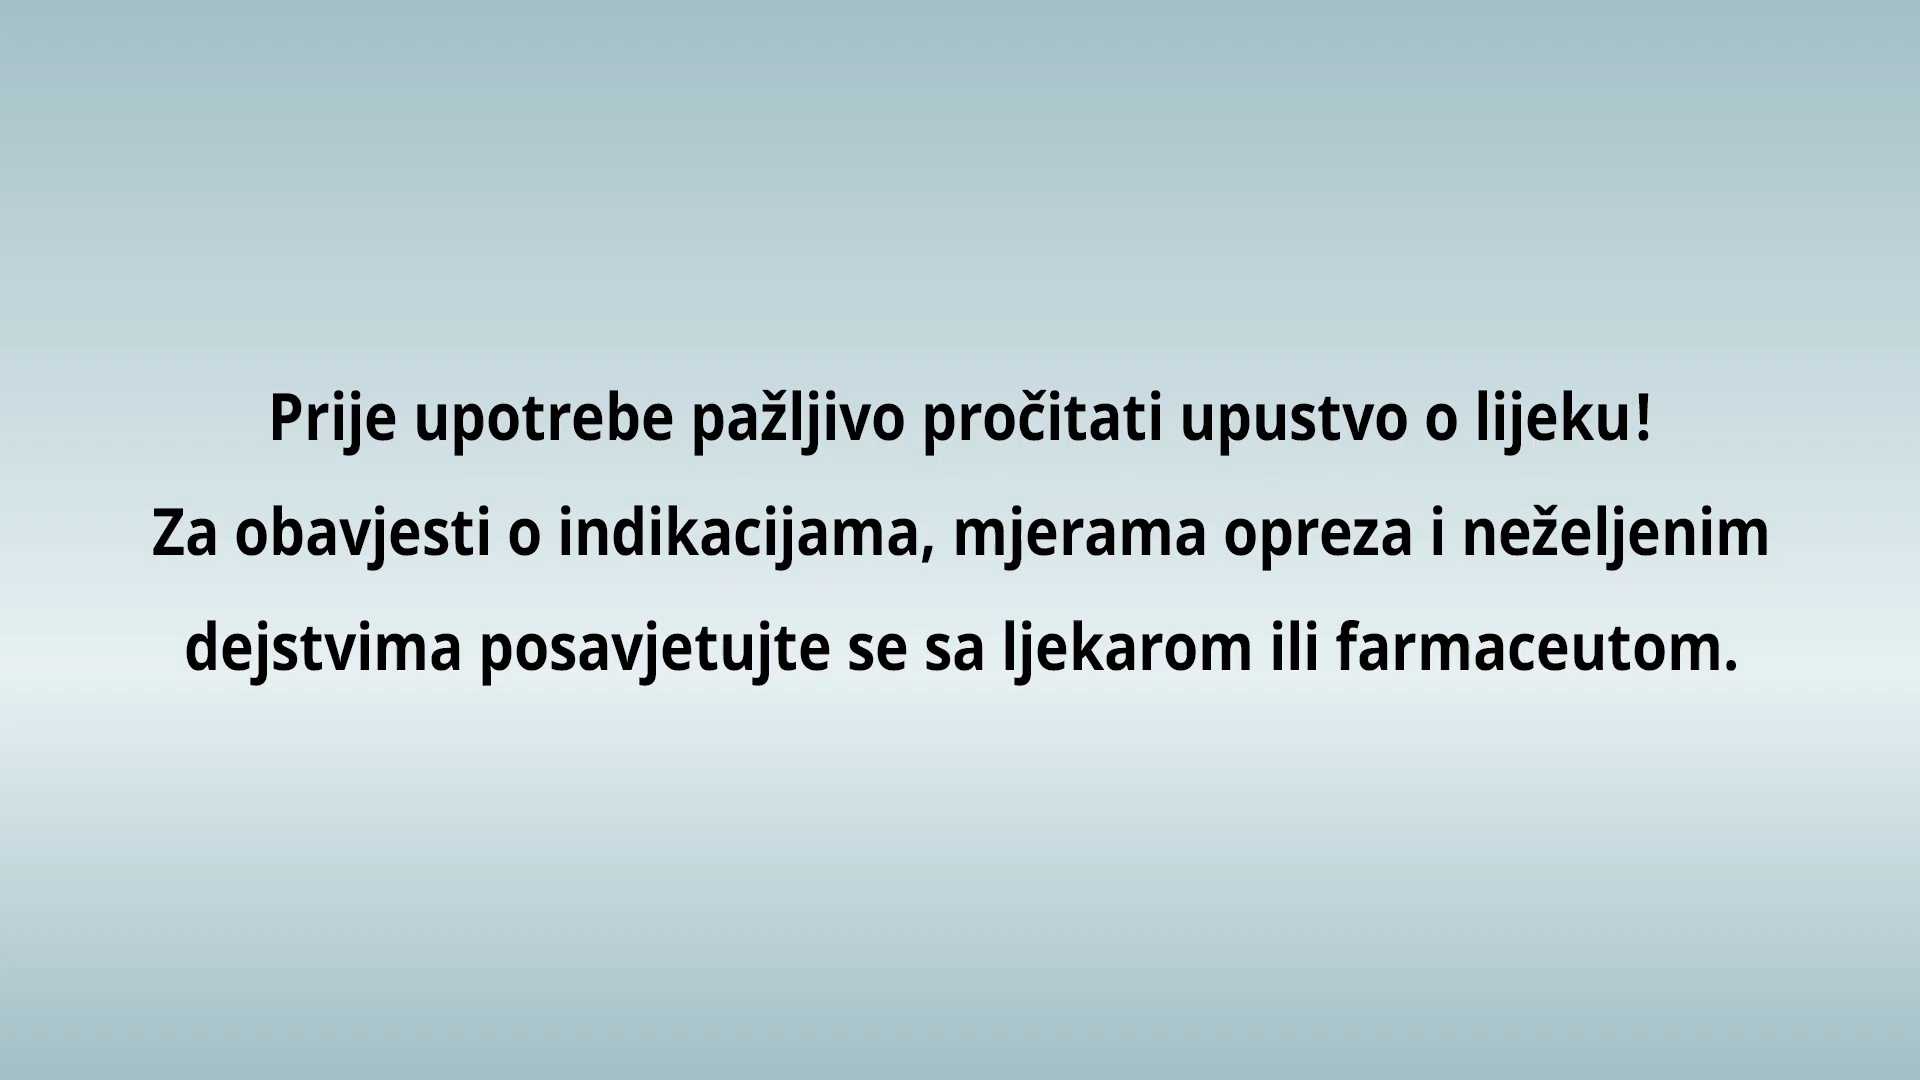 Prije upotrebe pažljivo pročitati upustvo o lijeku!
Za obavjesti o indikacijama, mjerama opreza i neželjenim
dejstvima posavjetujte se sa ljekarom ili farmaceutom.